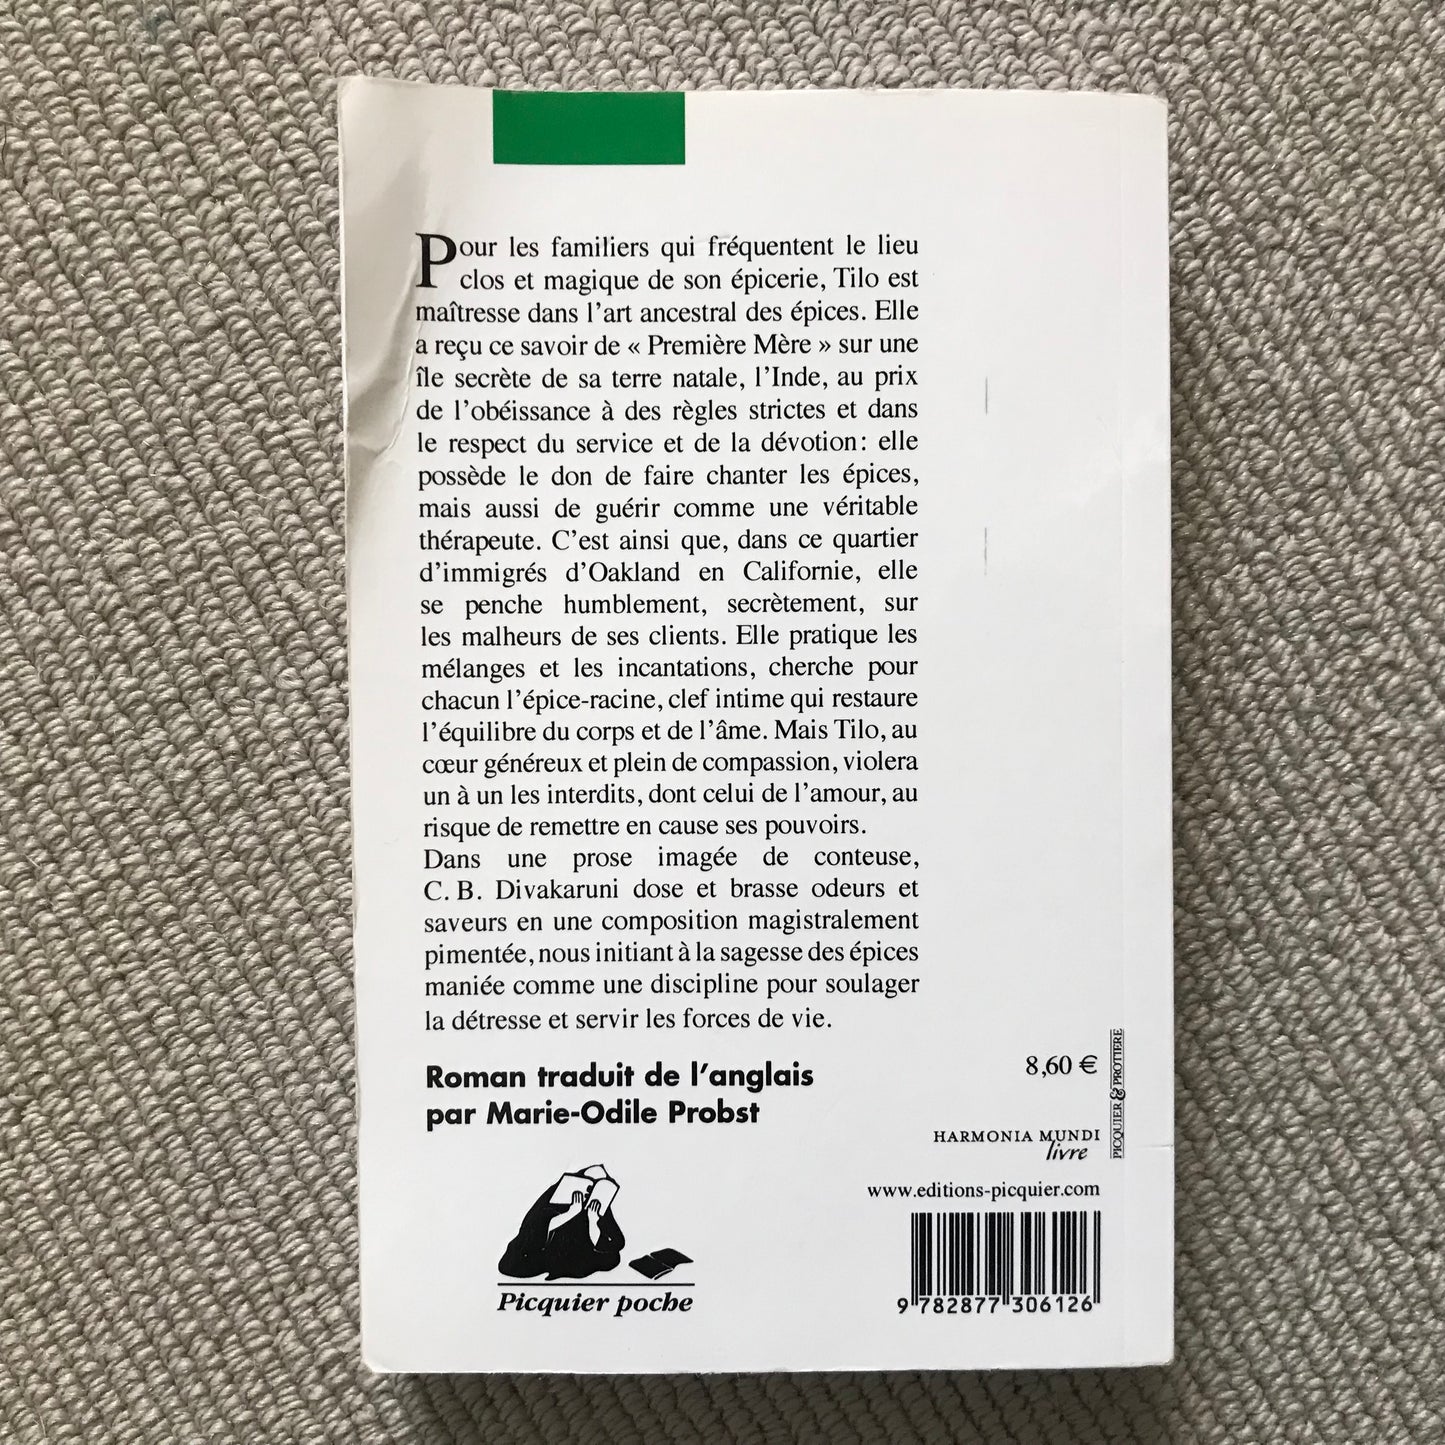 Pour les familiers qui fréquentent le lieu
clos et magique de son épicerie, Tilo est
maîtresse dans l'art ancestral des épices. Elle
a reçu ce savoir de « Première Mère » sur une
île secrète de sa terre natale, l'Inde, au prix
de l'obéissance à des règles strictes et dans
le respect du service et de la dévotion : elle
possède le don de faire chanter les épices,
mais aussi de guérir comme une véritable
thérapeute. C'est ainsi que, dans ce quartier
d'immigrés d'Oakland en Californie, elle
se penche humblement, secrètement, sur
les malheurs de ses clients. Elle pratique les
mélanges et les incantations, cherche pour
chacun l'épice-racine, clef intime qui restaure
l'équilibre du corps et de l'âme. Mais Tilo, au
cœur généreux et plein de compassion, violera
un à un les interdits, dont celui de l'amour, au
risque de remettre en cause ses pouvoirs.
Dans une prose imagée de conteuse,
C. B. Divakaruni dose et brasse odeurs et
saveurs en une composition magistralement
pimentée, nous initiant à la sagesse des épices
maniée comme une discipline pour soulager
la détresse et servir les forces de vie.
Roman traduit de l'anglais
par Marie-Odile Probst
8,60 €
PICQUIER & PROTIERE
HARMONIA MUNDI
livre
www.editions-picquier.com
Picquier poche
9 782877 306126